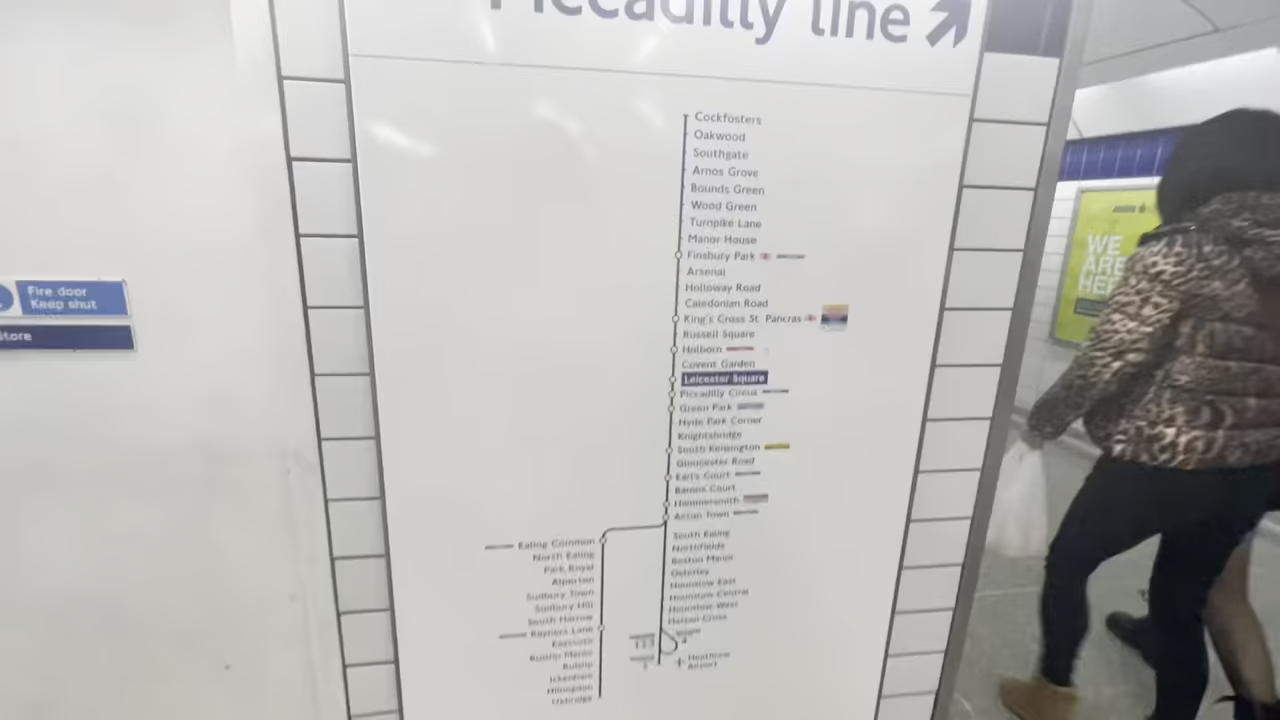 Piccadilly line
Cockfosters
Oakwood
Southgate
Arnos Grove
Bounds Green
Wood Green
Turnpike Lane
Manor House
Finsbury Park
Arsenal
Holloway Road
Caledonian Road
King's Cross St. Pancras
Russell Square
Holborn
Covent Garden
Leicester Square
Piccadilly Circus
Green Park
Hyde Park Corner
Knightsbridge
South Kensington
Gloucester Road
Earl's Court
Barons Court
Hammersmith
Acton Town
South Ealing
Northfields
Boston Manor
Osterley
Hounslow East
Hounslow Central
Hounslow West
Hatton Cross
Heathrow
Airport
Ealing Common
North Ealing
Park Royal
Alperton
Sudbury Town
Sudbury Hill
South Harrow
Rayners Lane
Eastcote
Ruislip Manor
Ruislip
Ickenham
Hillingdon
Uxbridge
Fire door
Keep shut
Store
WE
ARE
HERE